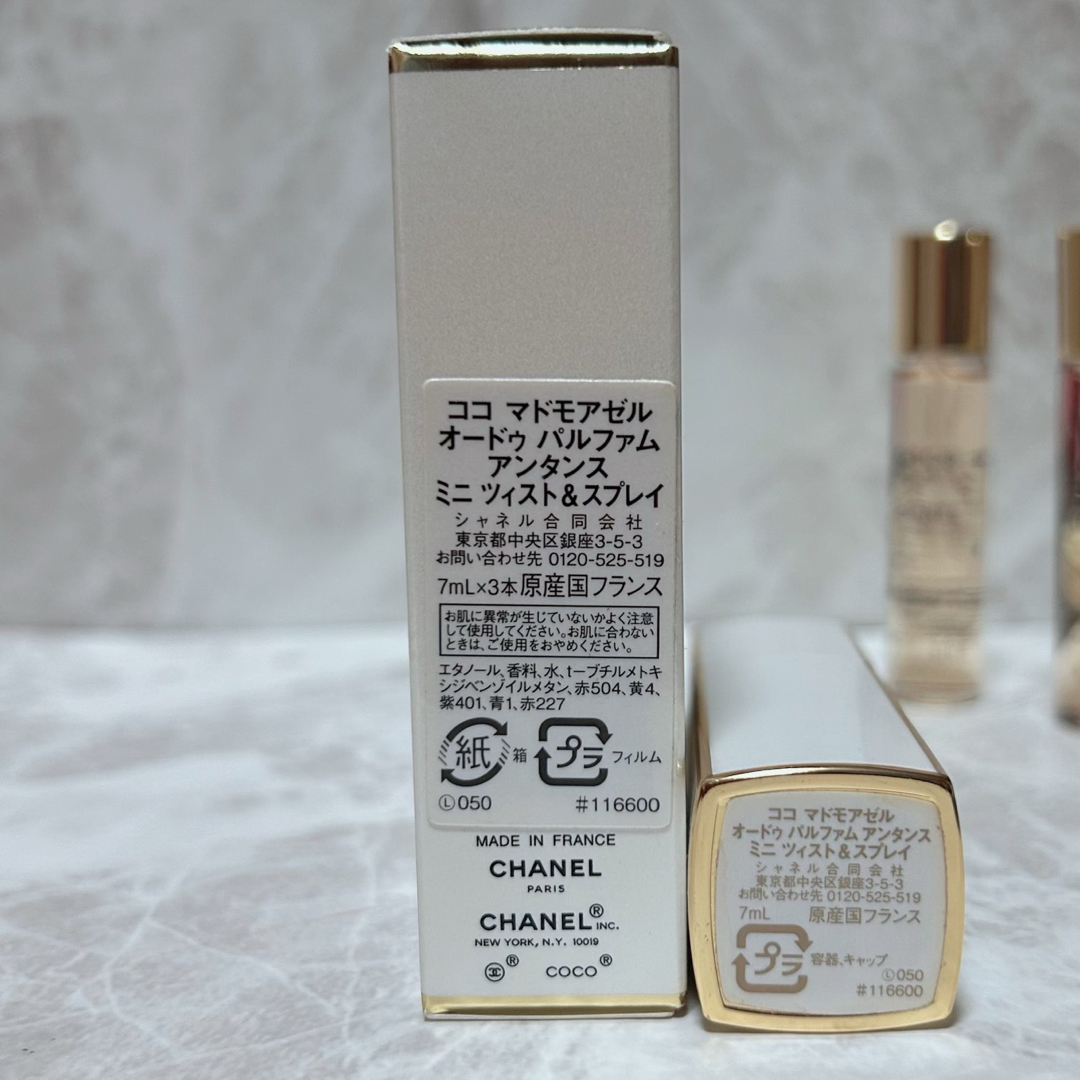 ココ マドモアゼル
オードゥ パルファム
アンタンス
ミニ ツィスト＆スプレイ
シャネル合同会社
東京都中央区銀座3-5-3
お問い合わせ先 0120-525-519
7mL×3本原産国フランス
お肌に異常が生じていないかよく注意
して使用してください。お肌に合わない
ときは、ご使用をおやめください。
エタノール、香料、水、t-ブチルメトキ
シジベンゾイルメタン、赤504、黄4、
紫401、青1、赤227
紙 箱 プラ フィルム
Ⓛ050 #116600
MADE IN FRANCE
CHANEL
PARIS
CHANEL® INC.
NEW YORK, N.Y. 10019
® COCO®
ココ マドモアゼル
オードゥ パルファム アンタンス
ミニ ツィスト＆スプレイ
シャネル合同会社
東京都中央区銀座3-5-3
お問い合わせ先 0120-525-519
7mL 原産国フランス
プラ 容器、キャップ
Ⓛ050
#116600